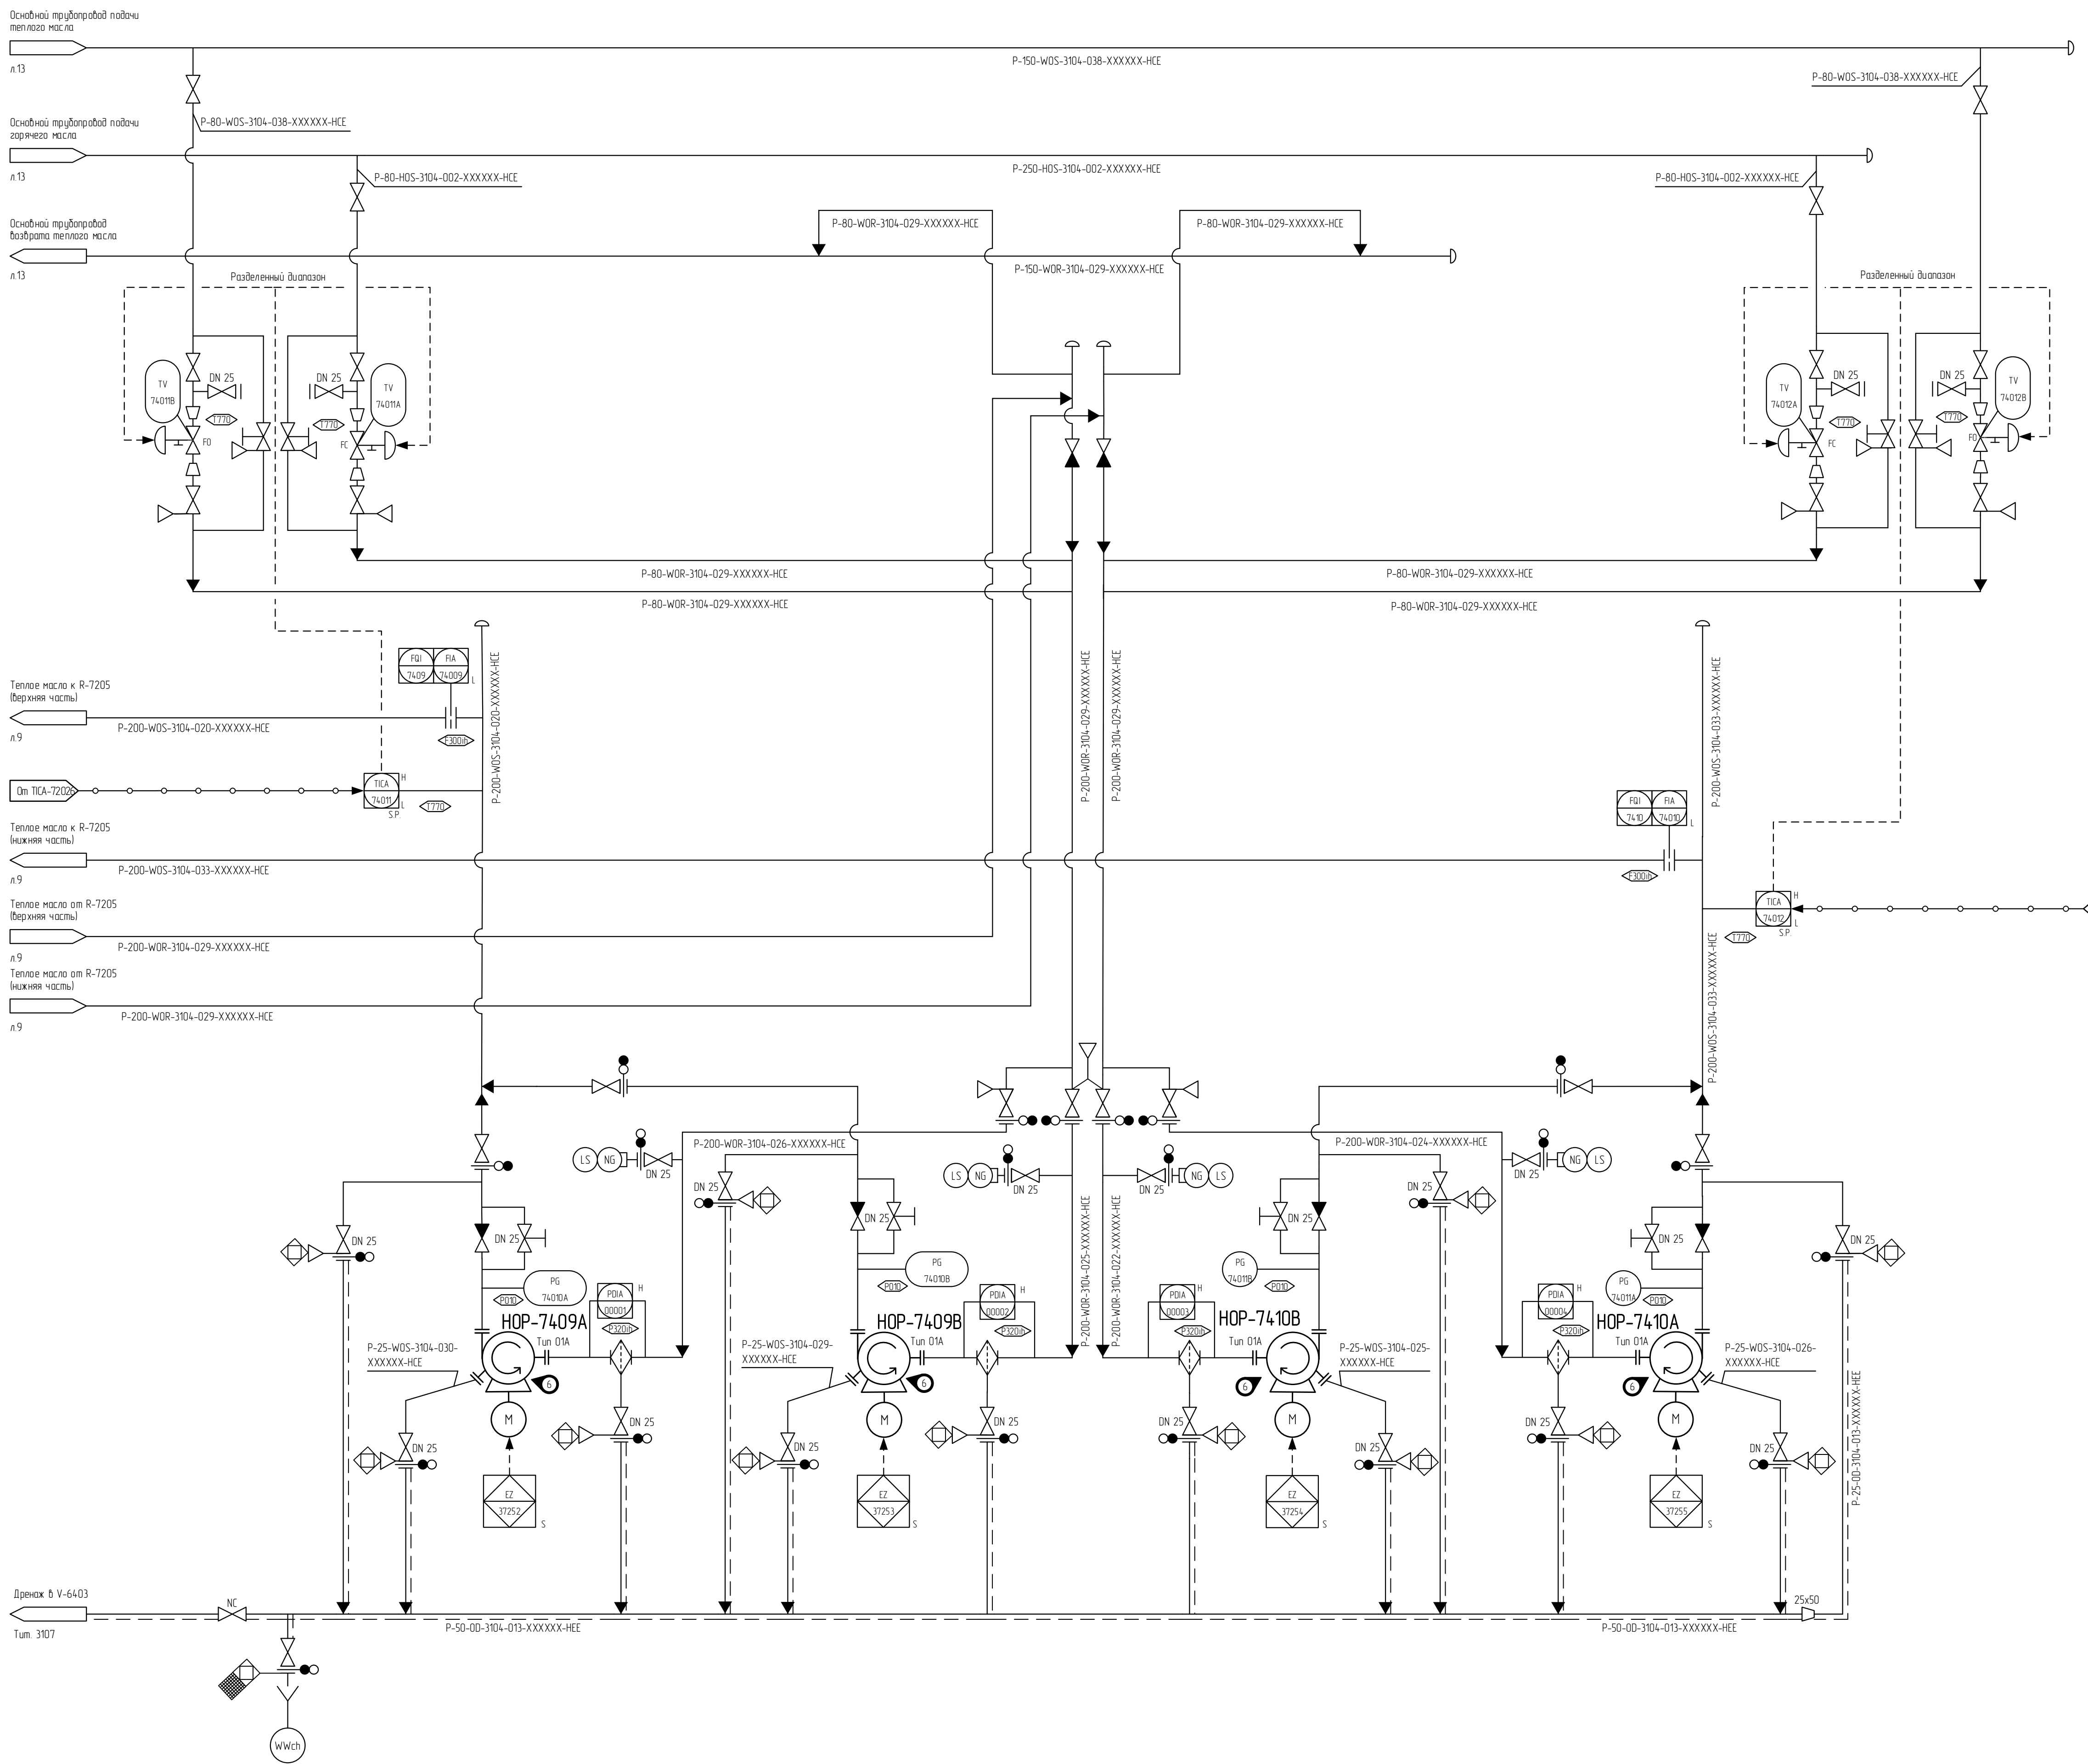 Основной трубопровод подачи
теплого масла
л.13
P-150-WOS-3104-038-XXXXXX-HCE
P-80-WOS-3104-038-XXXXXX-HCE
P-80-WOS-3104-038-XXXXXX-HCE
Основной трубопровод подачи
горячего масла
л.13
P-250-HOS-3104-002-XXXXXX-HCE
P-80-HOS-3104-002-XXXXXX-HCE
P-80-HOS-3104-002-XXXXXX-HCE
Основной трубопровод
возврата теплого масла
л.13
P-80-WOR-3104-029-XXXXXX-HCE
P-80-WOR-3104-029-XXXXXX-HCE
P-150-WOR-3104-029-XXXXXX-HCE
Разделенный диапазон
Разделенный диапазон
TV
74011B
DN 25
T770
FO
DN 25
T770
TV
74011A
FC
TV
74012A
DN 25
T770
FC
DN 25
T770
TV
74012B
FO
P-80-WOR-3104-029-XXXXXX-HCE
P-80-WOR-3104-029-XXXXXX-HCE
P-80-WOR-3104-029-XXXXXX-HCE
P-80-WOR-3104-029-XXXXXX-HCE
FQI
7409
FIA
74009
L
F300ih
P-200-WOS-3104-020-XXXXXX-HCE
P-200-WOR-3104-029-XXXXXX-HCE
P-200-WOR-3104-029-XXXXXX-HCE
P-200-WOS-3104-033-XXXXXX-HCE
Теплое масло к R-7205
(верхняя часть)
л.9
P-200-WOS-3104-020-XXXXXX-HCE
От TICA-72026
TICA
74011
H
L
S.P.
T770
FQI
7410
FIA
74010
L
F300ih
Теплое масло к R-7205
(нижняя часть)
л.9
P-200-WOS-3104-033-XXXXXX-HCE
TICA
74012
H
L
S.P.
T770
Теплое масло от R-7205
(верхняя часть)
л.9
P-200-WOR-3104-029-XXXXXX-HCE
Теплое масло от R-7205
(нижняя часть)
л.9
P-200-WOR-3104-029-XXXXXX-HCE
P-200-WOS-3104-033-XXXXXX-HCE
P-200-WOR-3104-026-XXXXXX-HCE
P-200-WOR-3104-024-XXXXXX-HCE
LS
NG
DN 25
LS
NG
DN 25
DN 25
NG
LS
DN 25
NG
LS
DN 25
DN 25
DN 25
DN 25
DN 25
DN 25
DN 25
DN 25
P-200-WOR-3104-025-XXXXXX-HCE
P-200-WOR-3104-022-XXXXXX-HCE
PG
74010A
P010
PDIA
00001
H
P320ih
PG
74010B
P010
PDIA
00002
H
P320ih
PDIA
00003
H
P320ih
PG
74011B
P010
PDIA
00004
H
P320ih
PG
74011A
P010
HOP-7409A
Тип 01А
HOP-7409B
Тип 01А
HOP-7410B
Тип 01А
HOP-7410A
Тип 01А
P-25-WOS-3104-030-
XXXXXX-HCE
P-25-WOS-3104-029-
XXXXXX-HCE
P-25-WOS-3104-025-
XXXXXX-HCE
P-25-WOS-3104-026-
XXXXXX-HCE
6
6
6
6
M
M
M
M
DN 25
DN 25
DN 25
DN 25
DN 25
DN 25
DN 25
DN 25
P-25-OD-3104-013-XXXXXX-HEE
EZ
37252
S
EZ
37253
S
EZ
37254
S
EZ
37255
S
Дренаж в V-6403
Тит. 3107
NC
25x50
P-50-OD-3104-013-XXXXXX-HEE
P-50-OD-3104-013-XXXXXX-HEE
WWch